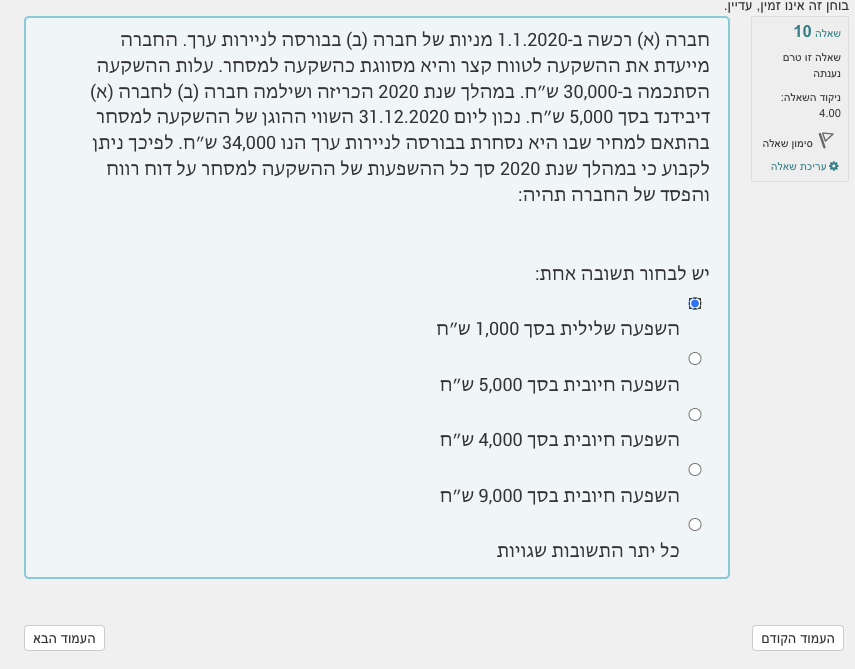 בוחן זה אינו זמין, עדיין.
שאלה 10
שאלה זו טרם
נענתה
ניקוד השאלה:
4.00
סימון שאלה
עריכת שאלה
חברה (א) רכשה ב-1.1.2020 מניות של חברה (ב) בבורסה לניירות ערך. החברה
מייעדת את ההשקעה לטווח קצר והיא מסווגת כהשקעה למסחר. עלות ההשקעה
הסתכמה ב-30,000 ש"ח. במהלך שנת 2020 הכריזה ושילמה חברה (ב) לחברה (א)
דיבידנד בסך 5,000 ש"ח. נכון ליום 31.12.2020 השווי ההוגן של ההשקעה למסחר
בהתאם למחיר שבו היא נסחרת בבורסה לניירות ערך הנו 34,000 ש"ח. לפיכך ניתן
לקבוע כי במהלך שנת 2020 סך כל ההשפעות של ההשקעה למסחר על דוח רווח
והפסד של החברה תהיה:
יש לבחור תשובה אחת:
השפעה שלילית בסך 1,000 ש"ח
השפעה חיובית בסך 5,000 ש"ח
השפעה חיובית בסך 4,000 ש"ח
השפעה חיובית בסך 9,000 ש"ח
כל יתר התשובות שגויות
העמוד הקודם
העמוד הבא